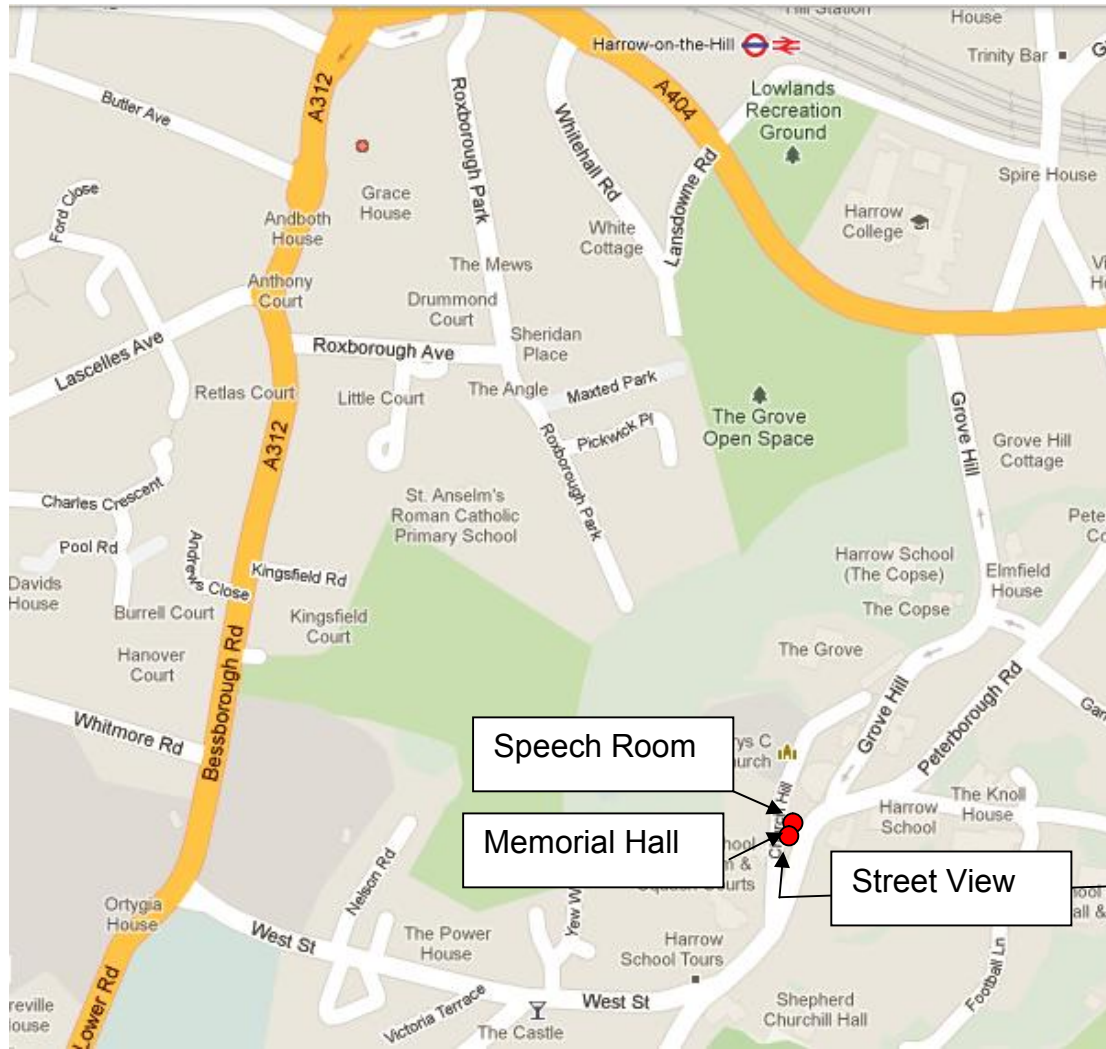 Hill Station
House
Harrow-on-the-Hill
Trinity Bar
A312
Butler Ave
Roxborough Park
Whitehall Rd
A404
Lowlands
Recreation
Ground
Lansdowne Rd
Spire House
Grace
House
Ford Close
Andboth
House
White
Cottage
Harrow
College
The Mews
Anthony
Court
Drummond
Court
Sheridan
Place
Lascelles Ave
Roxborough Ave
The Angle
Maxted Park
Retlas Court
Little Court
The Grove
Open Space
Pickwick Pl
Grove Hill
Grove Hill
Cottage
A312
Roxborough Park
Charles Crescent
St. Anselm's
Roman Catholic
Primary School
Pool Rd
Andrews Close
Kingsfield Rd
Harrow School
(The Copse)
Elmfield
House
Davids
House
Burrell Court
Kingsfield
Court
The Copse
Hanover
Court
The Grove
Bessborough Rd
Whitmore Rd
Grove Hill
Peterborough Rd
Speech Room
Church Hill
The Knoll
House
Harrow
School
Memorial Hall
Street View
Nelson Rd
Ortygia
House
West St
The Power
House
Harrow
School Tours
Football Ln
West St
Victoria Terrace
The Castle
Shepherd
Churchill Hall
Lower Rd